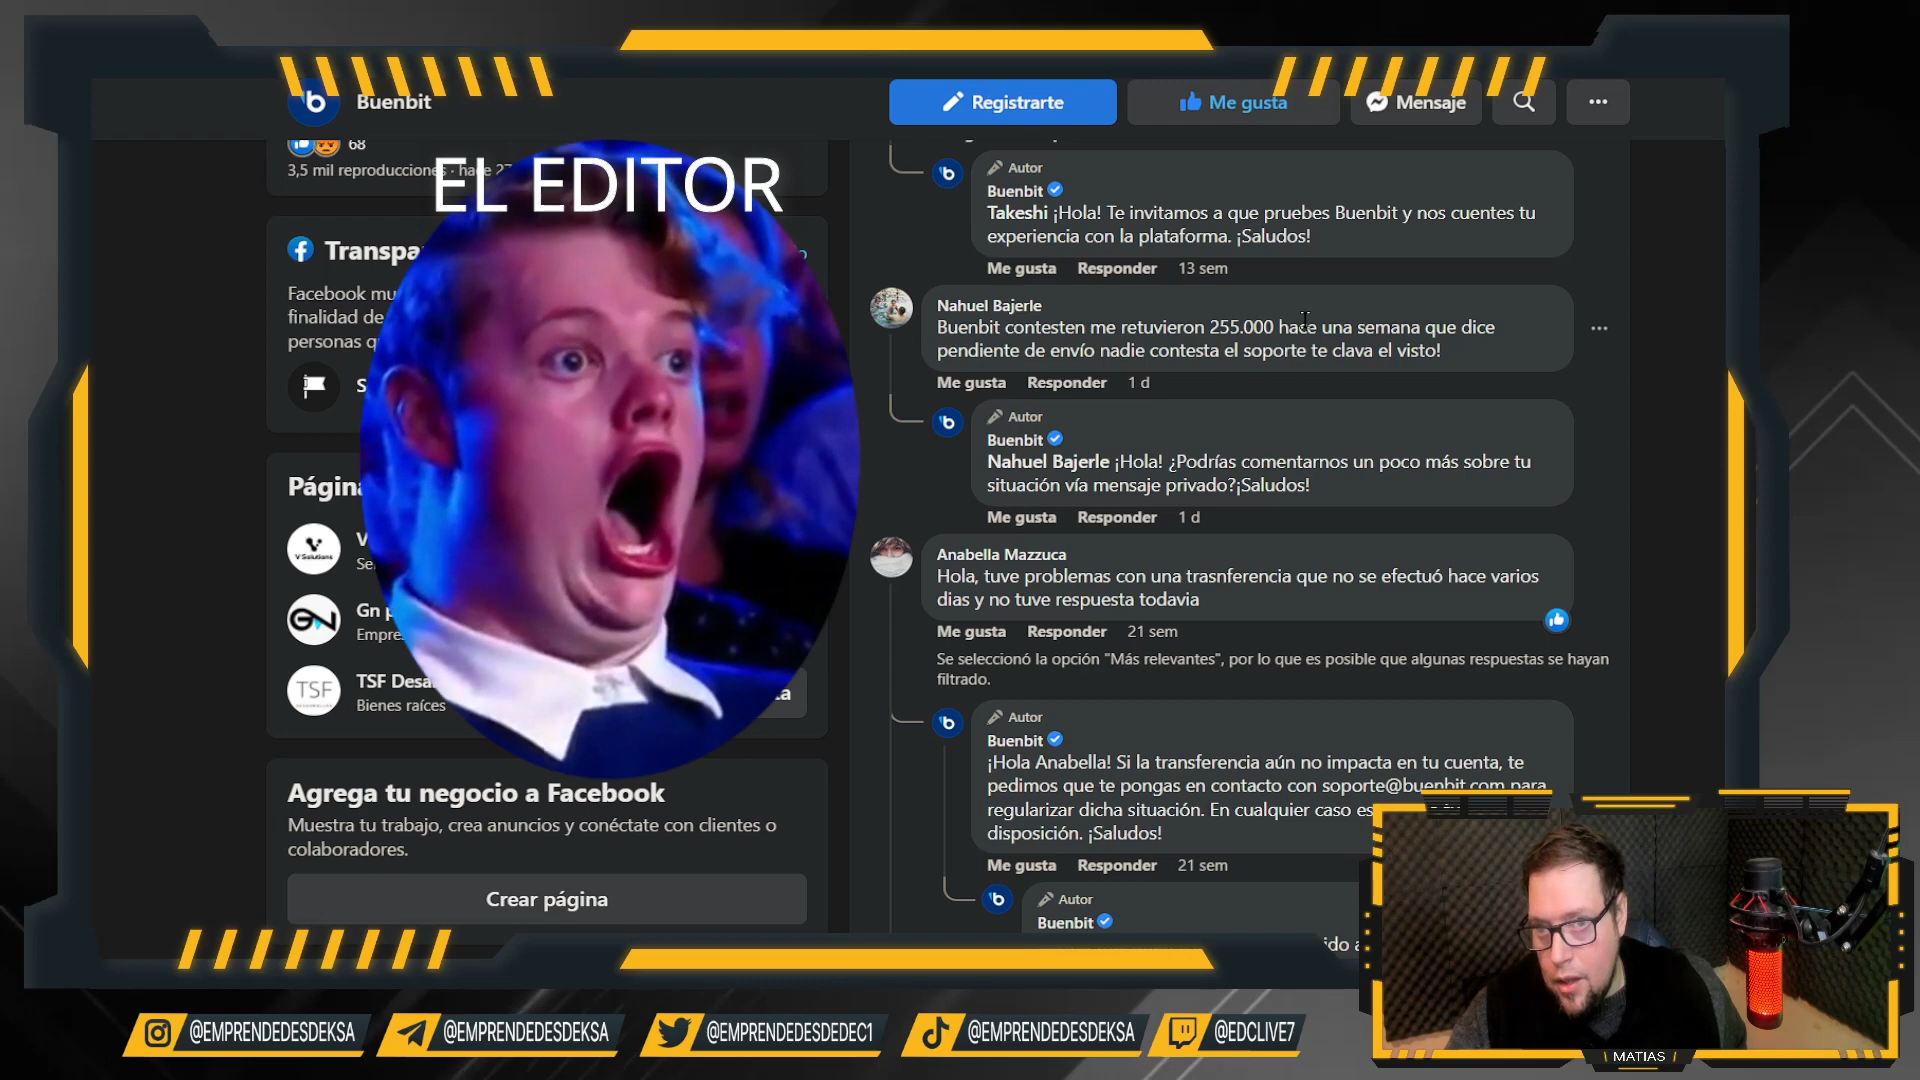 Buenbit
Registrarte
Me gusta
Mensaje
68
3,5 mil reproducciones · hace 2
EL EDITOR
Transpa
Facebook mu
finalidad de
personas q
S
Págin
V
V Solutions
Se
Gn p
GN
Empre
TSF Desa
TSF
Bienes raíces
Agrega tu negocio a Facebook
Muestra tu trabajo, crea anuncios y conéctate con clientes o
colaboradores.
Crear página
Autor
Buenbit
Takeshi ¡Hola! Te invitamos a que pruebes Buenbit y nos cuentes tu
experiencia con la plataforma. ¡Saludos!
Me gusta Responder 13 sem
Nahuel Bajerle
Buenbit contesten me retuvieron 255.000 hace una semana que dice
pendiente de envío nadie contesta el soporte te clava el visto!
Me gusta Responder 1 d
Autor
Buenbit
Nahuel Bajerle ¡Hola! ¿Podrías comentarnos un poco más sobre tu
situación vía mensaje privado?¡Saludos!
Me gusta Responder 1 d
Anabella Mazzuca
Hola, tuve problemas con una trasnferencia que no se efectuó hace varios
dias y no tuve respuesta todavia
Me gusta Responder 21 sem
Se seleccionó la opción "Más relevantes", por lo que es posible que algunas respuestas se hayan
filtrado.
Autor
Buenbit
¡Hola Anabella! Si la transferencia aún no impacta en tu cuenta, te
pedimos que te pongas en contacto con soporte@buenbit.com para
regularizar dicha situación. En cualquier caso es
disposición. ¡Saludos!
Me gusta Responder 21 sem
Autor
Buenbit
ido a
@EMPRENDEDESDEKSA
@EMPRENDEDESDEKSA
@EMPRENDEDESDEDEC1
@EMPRENDEDESDEKSA
@EDCLIVE7
MATIAS